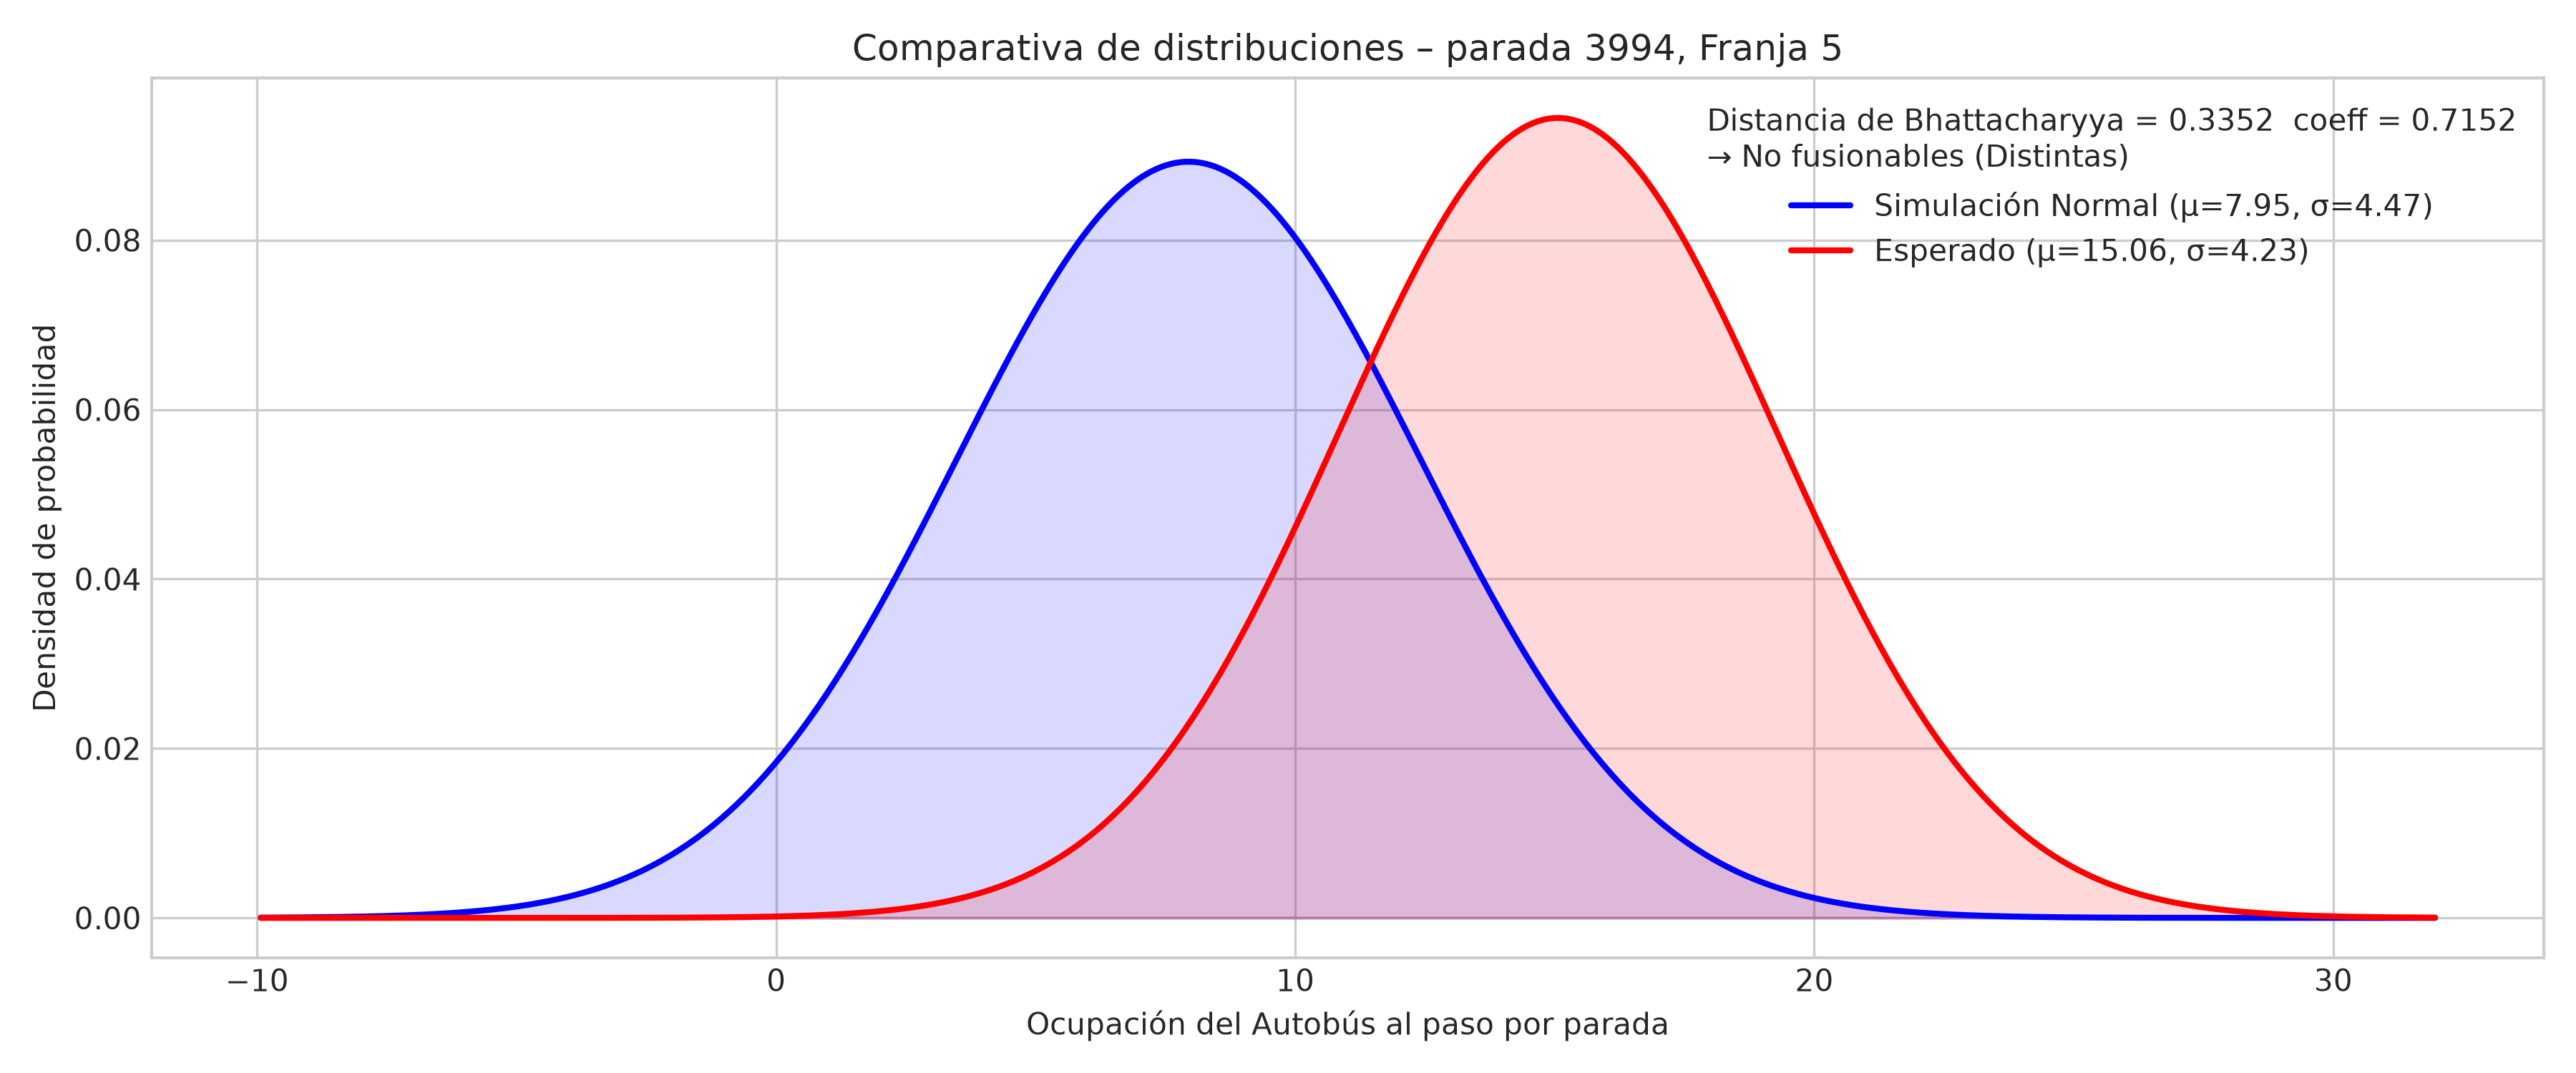 Comparativa de distribuciones – parada 3994, Franja 5
Distancia de Bhattacharyya = 0.3352  coeff = 0.7152
→ No fusionables (Distintas)
Simulación Normal (μ=7.95, σ=4.47)
Esperado (μ=15.06, σ=4.23)
Densidad de probabilidad
0.08
0.06
0.04
0.02
0.00
−10 0 10 20 30
Ocupación del Autobús al paso por parada